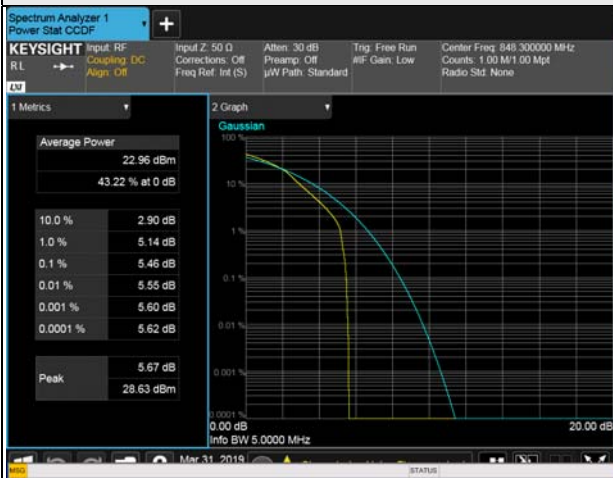 Spectrum Analyzer 1
Power Stat CCDF
+
KEYSIGHT
RL
LXI
Input: RF
Coupling: DC
Align: Off
Input Z: 50 Ω
Corrections: Off
Freq Ref: Int (S)
Atten: 30 dB
Preamp: Off
µW Path: Standard
Trig: Free Run
#IF Gain: Low
Center Freq: 848.300000 MHz
Counts: 1.00 M/1.00 Mpt
Radio Std: None
1 Metrics
Average Power
22.96 dBm
43.22 % at 0 dB
10.0 % 2.90 dB
1.0 % 5.14 dB
0.1 % 5.46 dB
0.01 % 5.55 dB
0.001 % 5.60 dB
0.0001 % 5.62 dB
Peak
5.67 dB
28.63 dBm
2 Graph
Gaussian
100 %
10 %
1 %
0.1 %
0.01 %
0.001 %
0.0001 %
0.00 dB
20.00 dB
Info BW 5.0000 MHz
Mar 31, 2019
MSG
STATUS